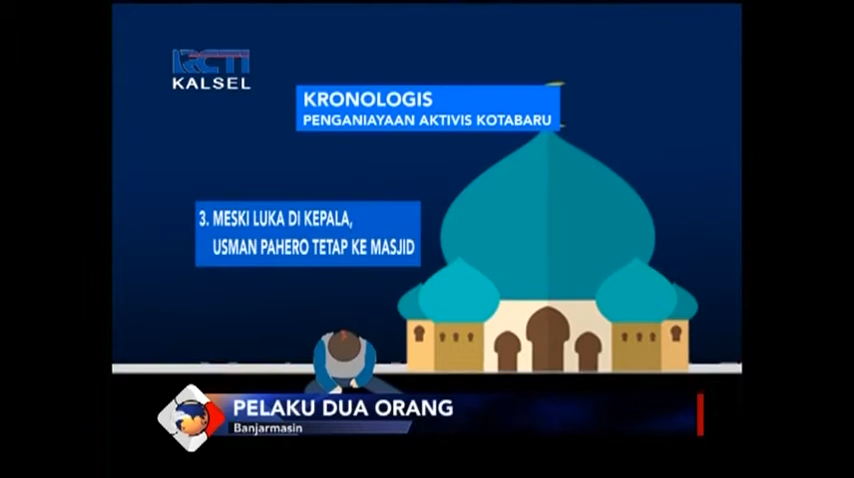 RCTI
KALSEL
KRONOLOGIS
PENGANIAYAAN AKTIVIS KOTABARU
3. MESKI LUKA DI KEPALA,
USMAN PAHERO TETAP KE MASJID
PELAKU DUA ORANG
Banjarmasin